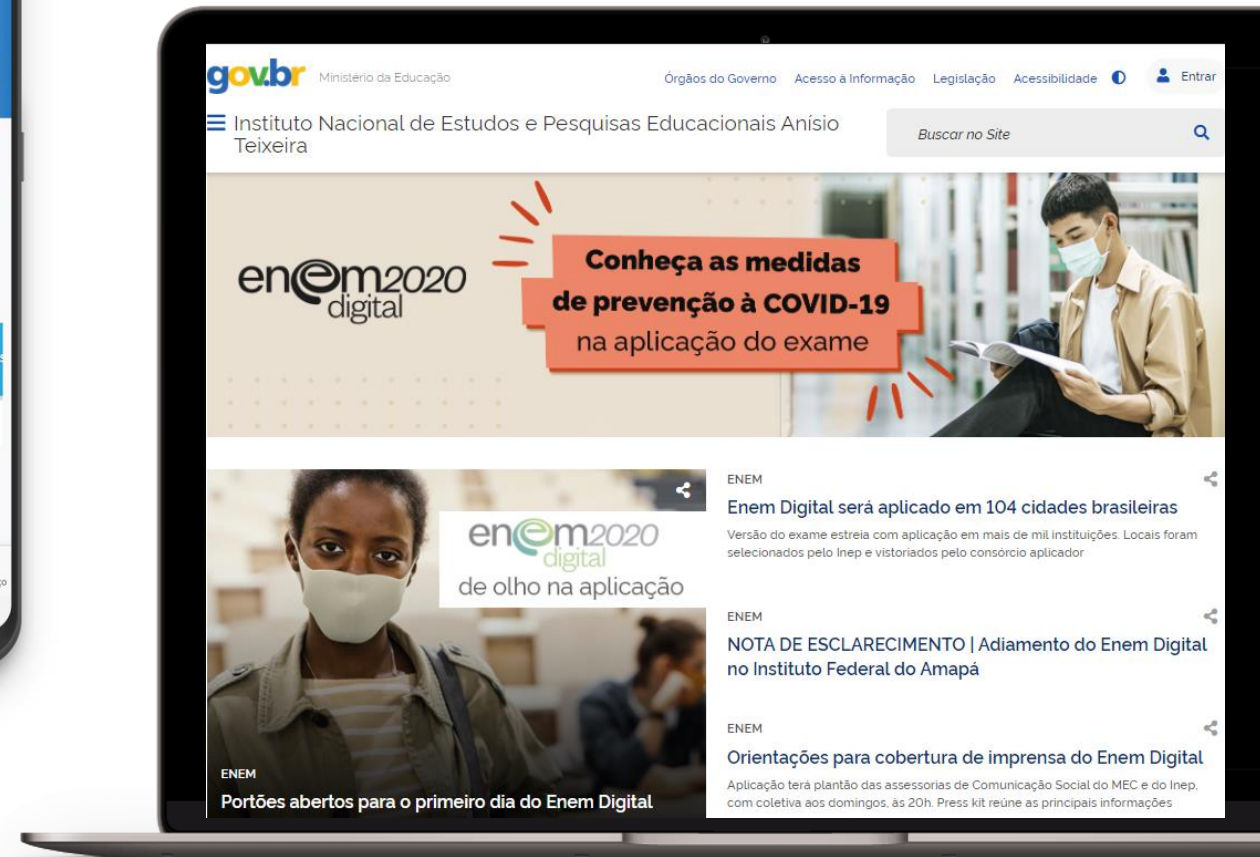 gov.br Ministério da Educação
Órgãos do Governo Acesso à Informação Legislação Acessibilidade Entrar
Instituto Nacional de Estudos e Pesquisas Educacionais Anísio
Teixeira
Buscar no Site
enem2020
digital
Conheça as medidas
de prevenção à COVID-19
na aplicação do exame
enem2020
digital
de olho na aplicação
ENEM
Portões abertos para o primeiro dia do Enem Digital
ENEM
Enem Digital será aplicado em 104 cidades brasileiras
Versão do exame estreia com aplicação em mais de mil instituições. Locais foram
selecionados pelo Inep e vistoriados pelo consórcio aplicador
ENEM
NOTA DE ESCLARECIMENTO | Adiamento do Enem Digital
no Instituto Federal do Amapá
ENEM
Orientações para cobertura de imprensa do Enem Digital
Aplicação terá plantão das assessorias de Comunicação Social do MEC e do Inep,
com coletiva aos domingos, às 20h. Press kit reúne as principais informações